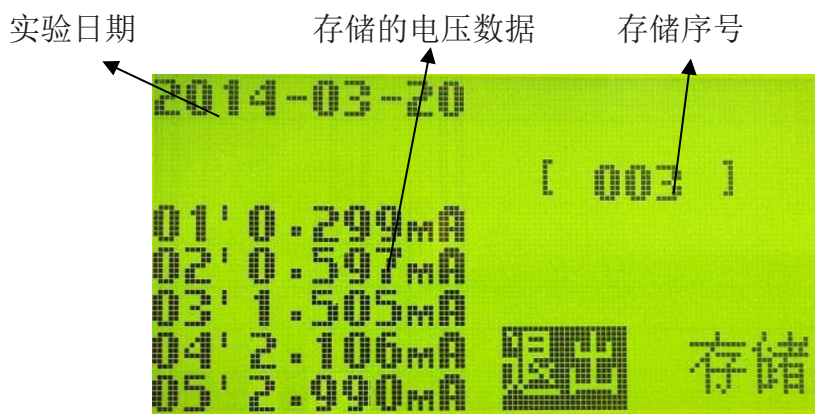 实验日期 存储的电压数据 存储序号
2014-03-20
[ 003 ]
01'0.299mA
02'0.597mA
03'1.505mA
04'2.106mA
05'2.990mA
退出 存储